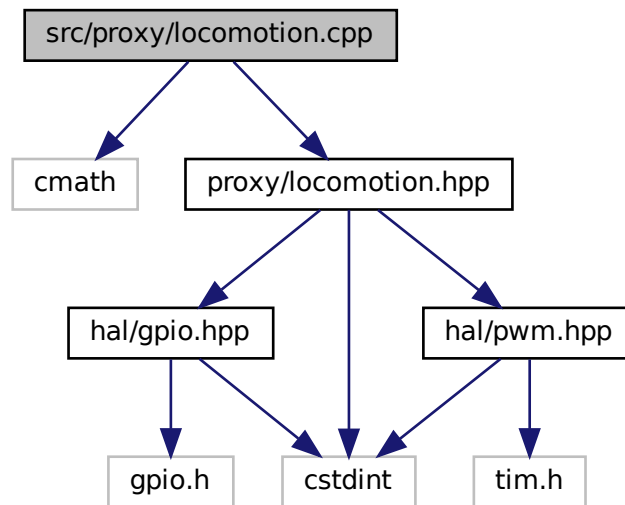 src/proxy/locomotion.cpp
cmath
proxy/locomotion.hpp
hal/gpio.hpp
hal/pwm.hpp
gpio.h
cstdint
tim.h